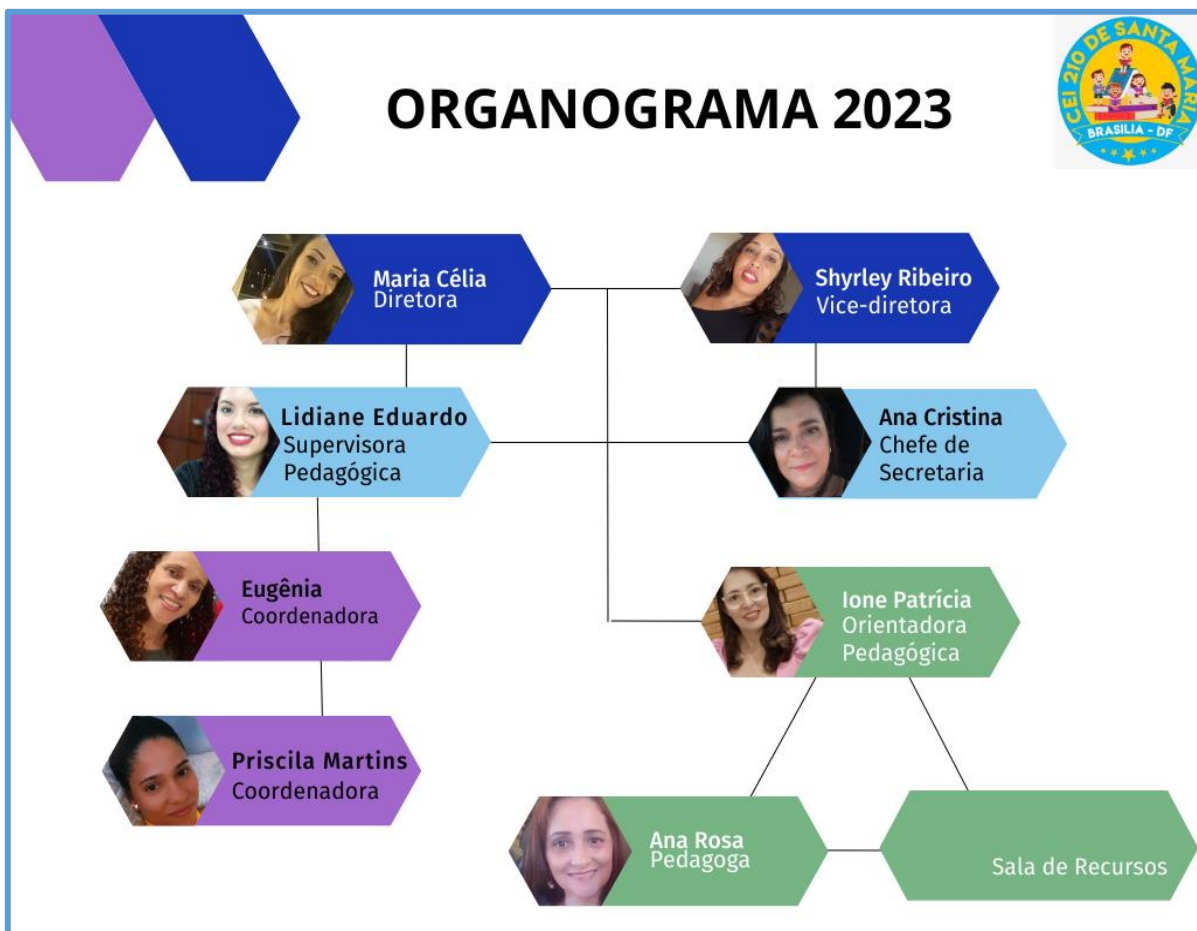 ORGANOGRAMA 2023
CEI 210 DE SANTA MARIA
BRASILIA - DF
Maria Célia
Diretora
Shyrley Ribeiro
Vice-diretora
Lidiane Eduardo
Supervisora
Pedagógica
Ana Cristina
Chefe de
Secretaria
Eugênia
Coordenadora
Ione Patrícia
Orientadora
Pedagógica
Priscila Martins
Coordenadora
Ana Rosa
Pedagoga
Sala de Recursos